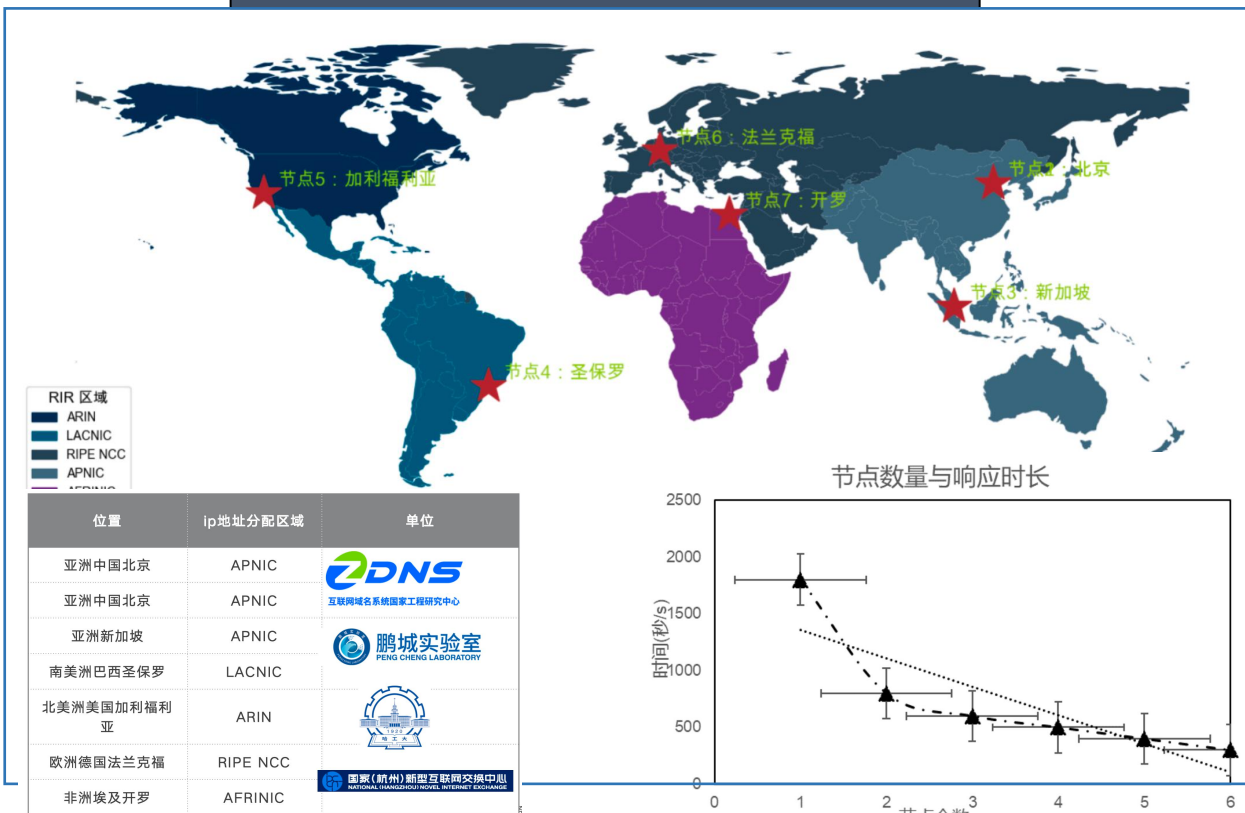 节点6：法兰克福
节点5：加利福利亚
节点7：开罗
北京
节点3：新加坡
节点4：圣保罗
RIR 区域
ARIN
LACNIC
RIPE NCC
APNIC
AFRINIC
位置 ip地址分配区域 单位
亚洲中国北京 APNIC
亚洲中国北京 APNIC
亚洲新加坡 APNIC
南美洲巴西圣保罗 LACNIC
北美洲美国加利福利
亚 ARIN
欧洲德国法兰克福 RIPE NCC
非洲埃及开罗 AFRINIC
ZDNS
互联网域名系统国家工程研究中心
鹏城实验室
PENG CHENG LABORATORY
1920
哈工大
国家(杭州)新型互联网交换中心
NATIONAL (HANGZHOU) NOVEL INTERNET EXCHANGE
节点数量与响应时长
时间(秒/s)
2500
2000
1500
1000
500
0
0 1 2 3 4 5 6
节点个数